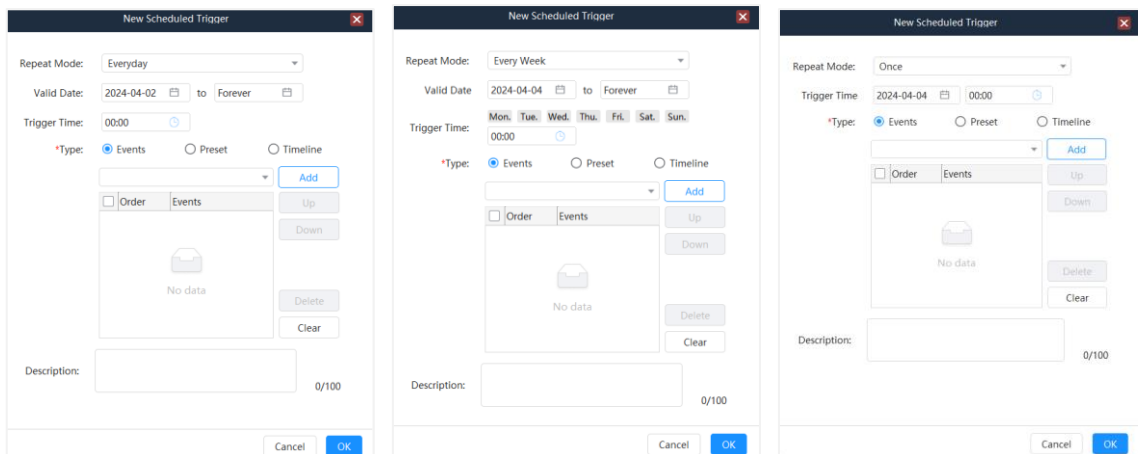 New Scheduled Trigger
Repeat Mode: Everyday
Valid Date: 2024-04-02 to Forever
Trigger Time: 00:00
*Type: Events Preset Timeline
Add
Order Events Up
Down
No data
Delete
Clear
Description:
0/100
Cancel OK
New Scheduled Trigger
Repeat Mode: Every Week
Valid Date 2024-04-04 to Forever
Mon. Tue. Wed. Thu. Fri. Sat. Sun.
Trigger Time: 00:00
*Type: Events Preset Timeline
Add
Order Events Up
Down
No data
Delete
Clear
Description:
0/100
Cancel OK
New Scheduled Trigger
Repeat Mode: Once
Trigger Time 2024-04-04 00:00
*Type: Events Preset Timeline
Add
Order Events Up
Down
No data
Delete
Clear
Description:
0/100
Cancel OK